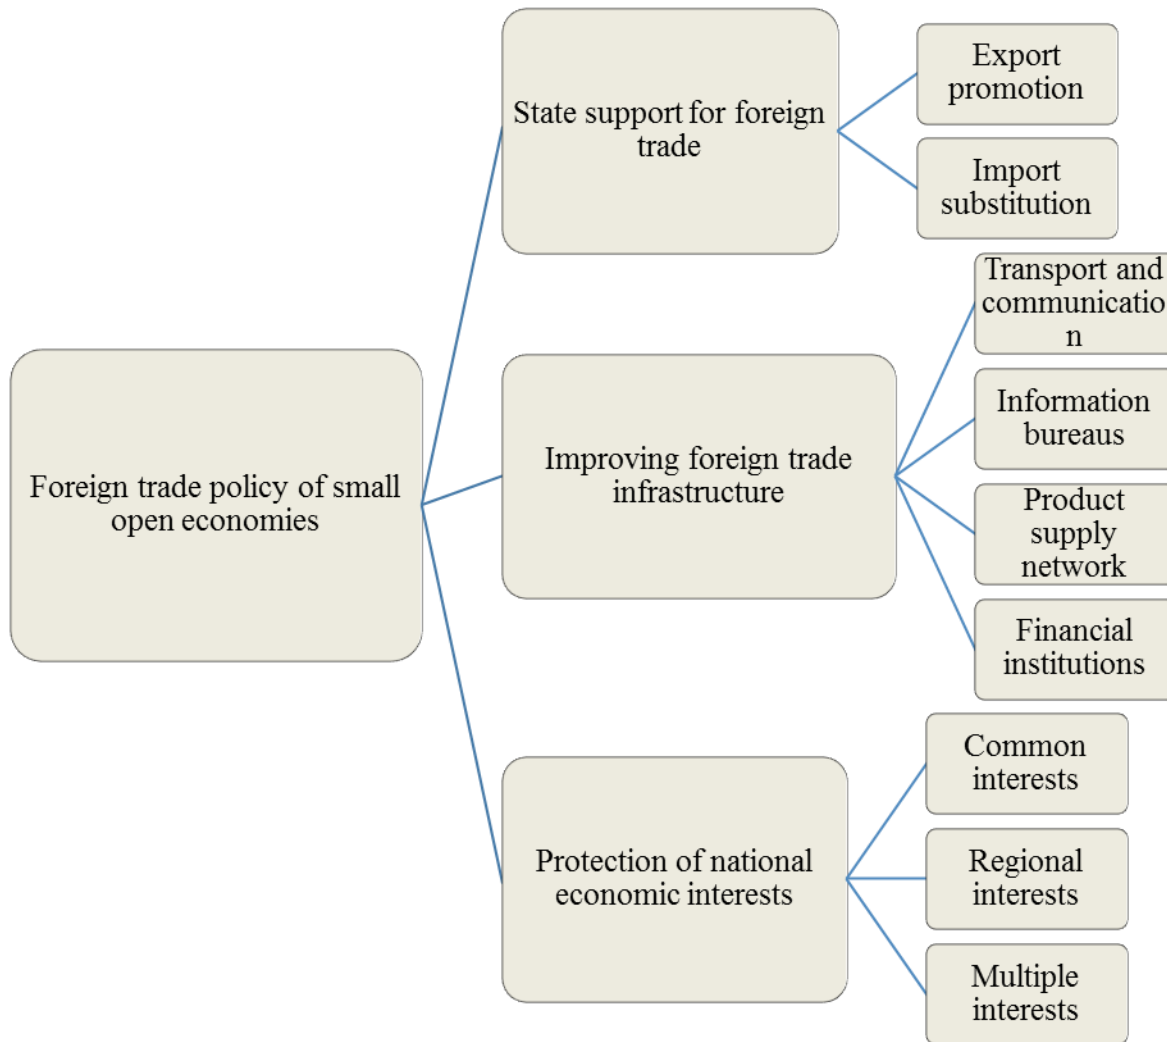 Foreign trade policy of small
open economies
State support for foreign
trade
Export
promotion
Import
substitution
Improving foreign trade
infrastructure
Transport and
communicatio
n
Information
bureaus
Product
supply
network
Financial
institutions
Protection of national
economic interests
Common
interests
Regional
interests
Multiple
interests